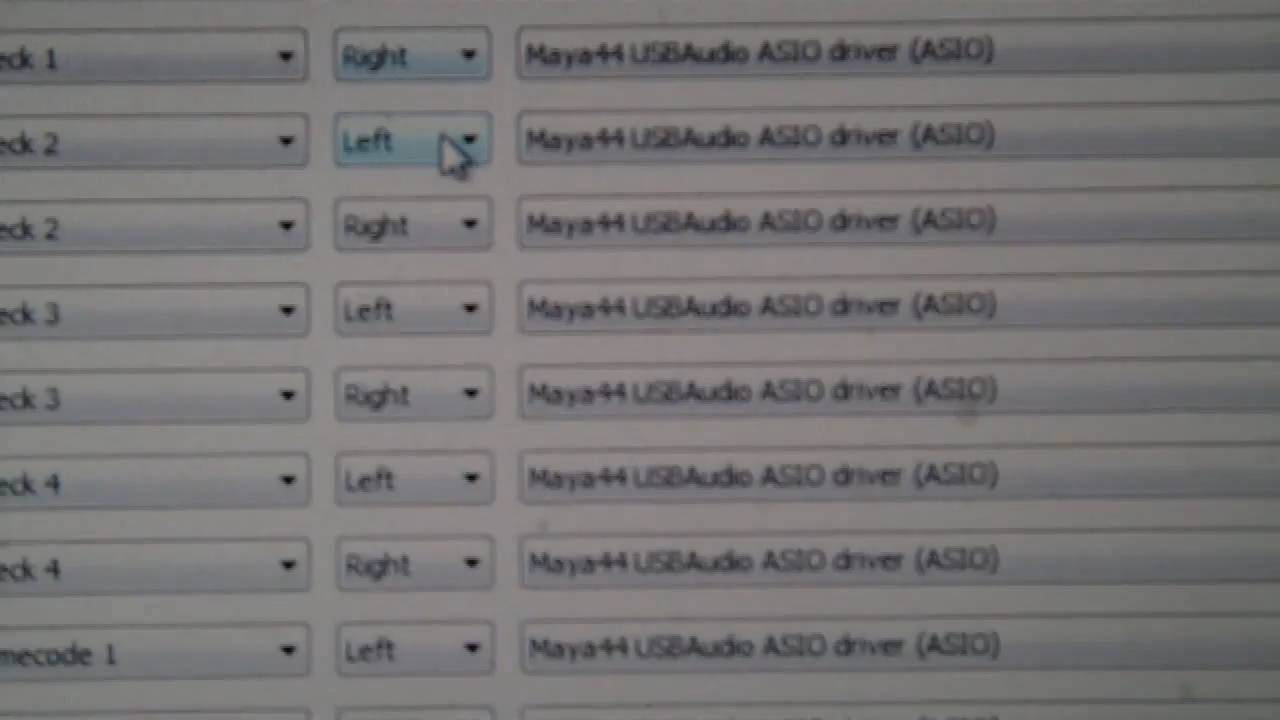 eck 1 Right Maya44 USBAudio ASIO driver (ASIO)
eck 2 Left Maya44 USBAudio ASIO driver (ASIO)
eck 2 Right Maya44 USBAudio ASIO driver (ASIO)
eck 3 Left Maya44 USBAudio ASIO driver (ASIO)
eck 3 Right Maya44 USBAudio ASIO driver (ASIO)
eck 4 Left Maya44 USBAudio ASIO driver (ASIO)
eck 4 Right Maya44 USBAudio ASIO driver (ASIO)
mecode 1 Left Maya44 USBAudio ASIO driver (ASIO)